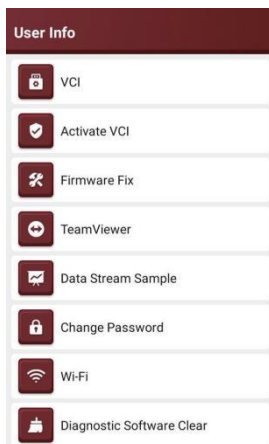 User Info
VCI
Activate VCI
Firmware Fix
TeamViewer
Data Stream Sample
Change Password
Wi-Fi
Diagnostic Software Clear